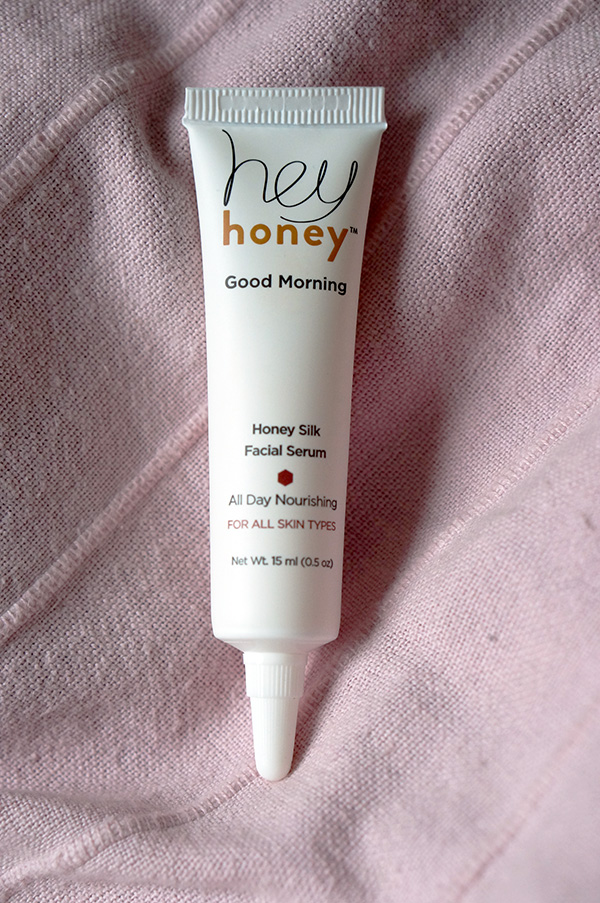 hey
honey™
Good Morning
Honey Silk
Facial Serum
All Day Nourishing
FOR ALL SKIN TYPES
Net Wt. 15 ml (0.5 oz)